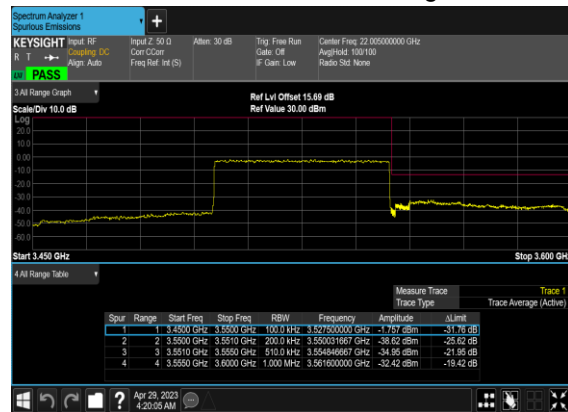 Spectrum Analyzer 1
Spurious Emissions
KEYSIGHT Input: RF Input Z: 50 Ω Atten: 30 dB Trig: Free Run Center Freq: 22.005000000 GHz
R T Coupling: DC Corr CCorr Gate: Off Avg|Hold: 100/100
Align: Auto Freq Ref: Int (S) IF Gain: Low Radio Std: None
LW PASS
3 All Range Graph
Ref Lvl Offset 15.69 dB
Scale/Div 10.0 dB Ref Value 30.00 dBm
Log
20.0
10.0
0.00
-10.0
-20.0
-30.0
-40.0
-50.0
-60.0
Start 3.450 GHz Stop 3.600 GHz
4 All Range Table
Measure Trace Trace 1
Trace Type Trace Average (Active)
Spur Range Start Freq Stop Freq RBW Frequency Amplitude ΔLimit
1 1 3.4500 GHz 3.5500 GHz 100.0 kHz 3.527500000 GHz -1.757 dBm -31.76 dB
2 2 3.5500 GHz 3.5510 GHz 200.0 kHz 3.550031667 GHz -38.62 dBm -25.62 dB
3 3 3.5510 GHz 3.5550 GHz 510.0 kHz 3.554846667 GHz -34.95 dBm -21.95 dB
4 4 3.5550 GHz 3.6000 GHz 1.000 MHz 3.561600000 GHz -32.42 dBm -19.42 dB
? Apr 29, 2023
4:20:05 AM